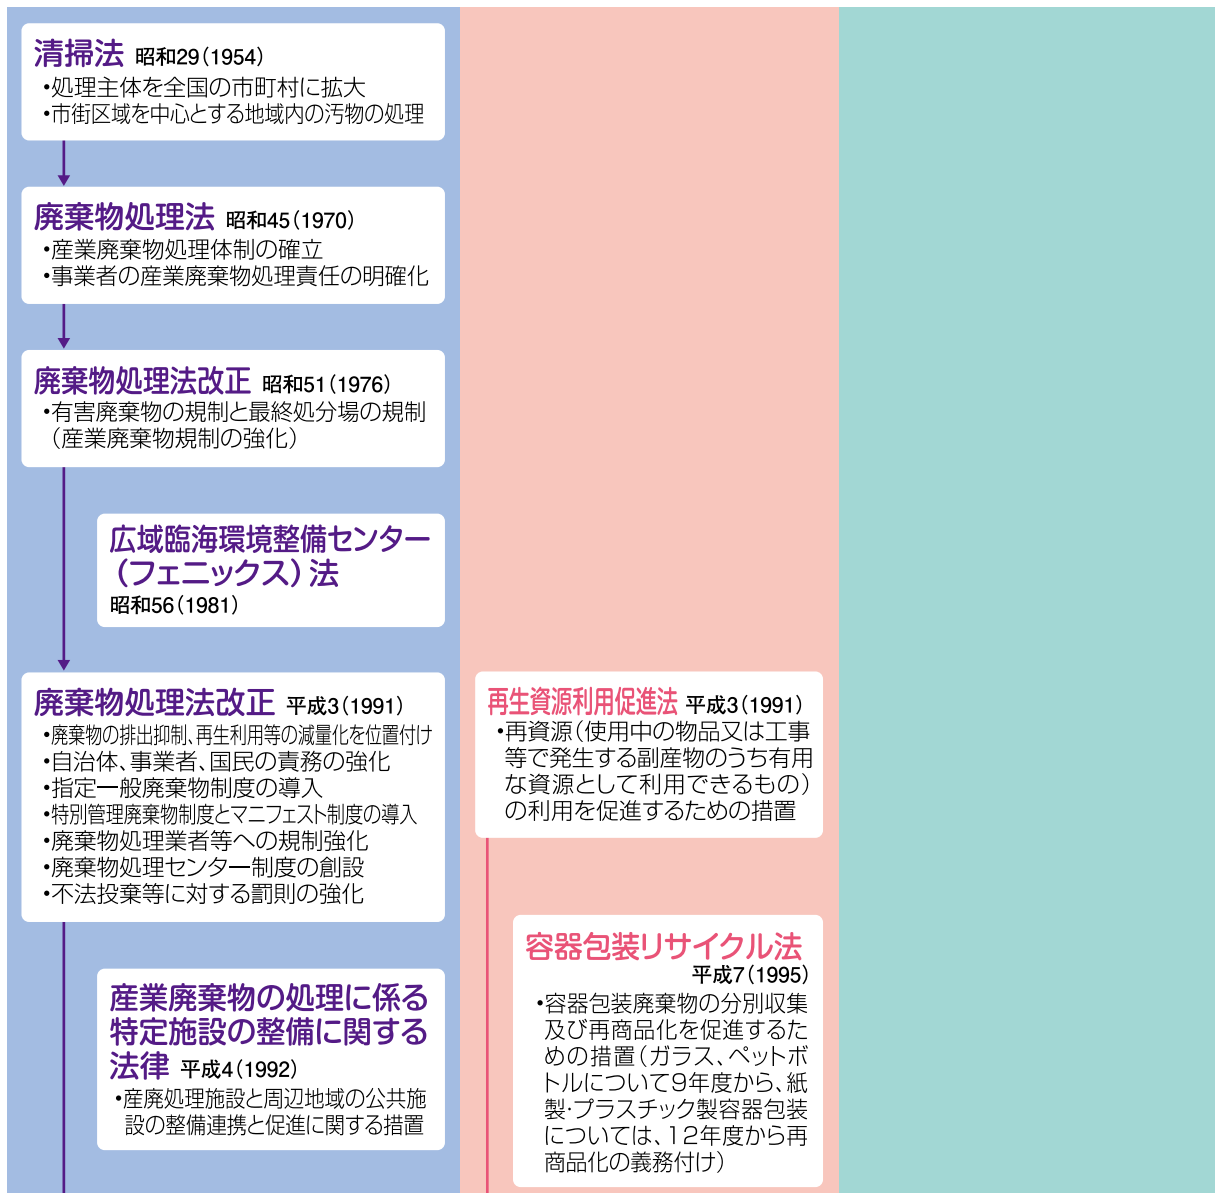 清掃法 昭和29(1954)
・処理主体を全国の市町村に拡大
・市街区域を中心とする地域内の汚物の処理
廃棄物処理法 昭和45(1970)
・産業廃棄物処理体制の確立
・事業者の産業廃棄物処理責任の明確化
廃棄物処理法改正 昭和51(1976)
・有害廃棄物の規制と最終処分場の規制
(産業廃棄物規制の強化)
広域臨海環境整備センター
(フェニックス)法
昭和56(1981)
廃棄物処理法改正 平成3(1991)
・廃棄物の排出抑制、再生利用等の減量化を位置付け
・自治体、事業者、国民の責務の強化
・指定一般廃棄物制度の導入
・特別管理廃棄物制度とマニフェスト制度の導入
・廃棄物処理業者等への規制強化
・廃棄物処理センター制度の創設
・不法投棄等に対する罰則の強化
産業廃棄物の処理に係る
特定施設の整備に関する
法律 平成4(1992)
・産廃処理施設と周辺地域の公共施
設の整備連携と促進に関する措置
再生資源利用促進法 平成3(1991)
・再資源(使用中の物品又は工事
等で発生する副産物のうち有用
な資源として利用できるもの)
の利用を促進するための措置
容器包装リサイクル法
平成7(1995)
・容器包装廃棄物の分別収集
及び再商品化を促進するた
めの措置(ガラス、ペットボ
トルについて9年度から、紙
製・プラスチック製容器包装
については、12年度から再
商品化の義務付け)